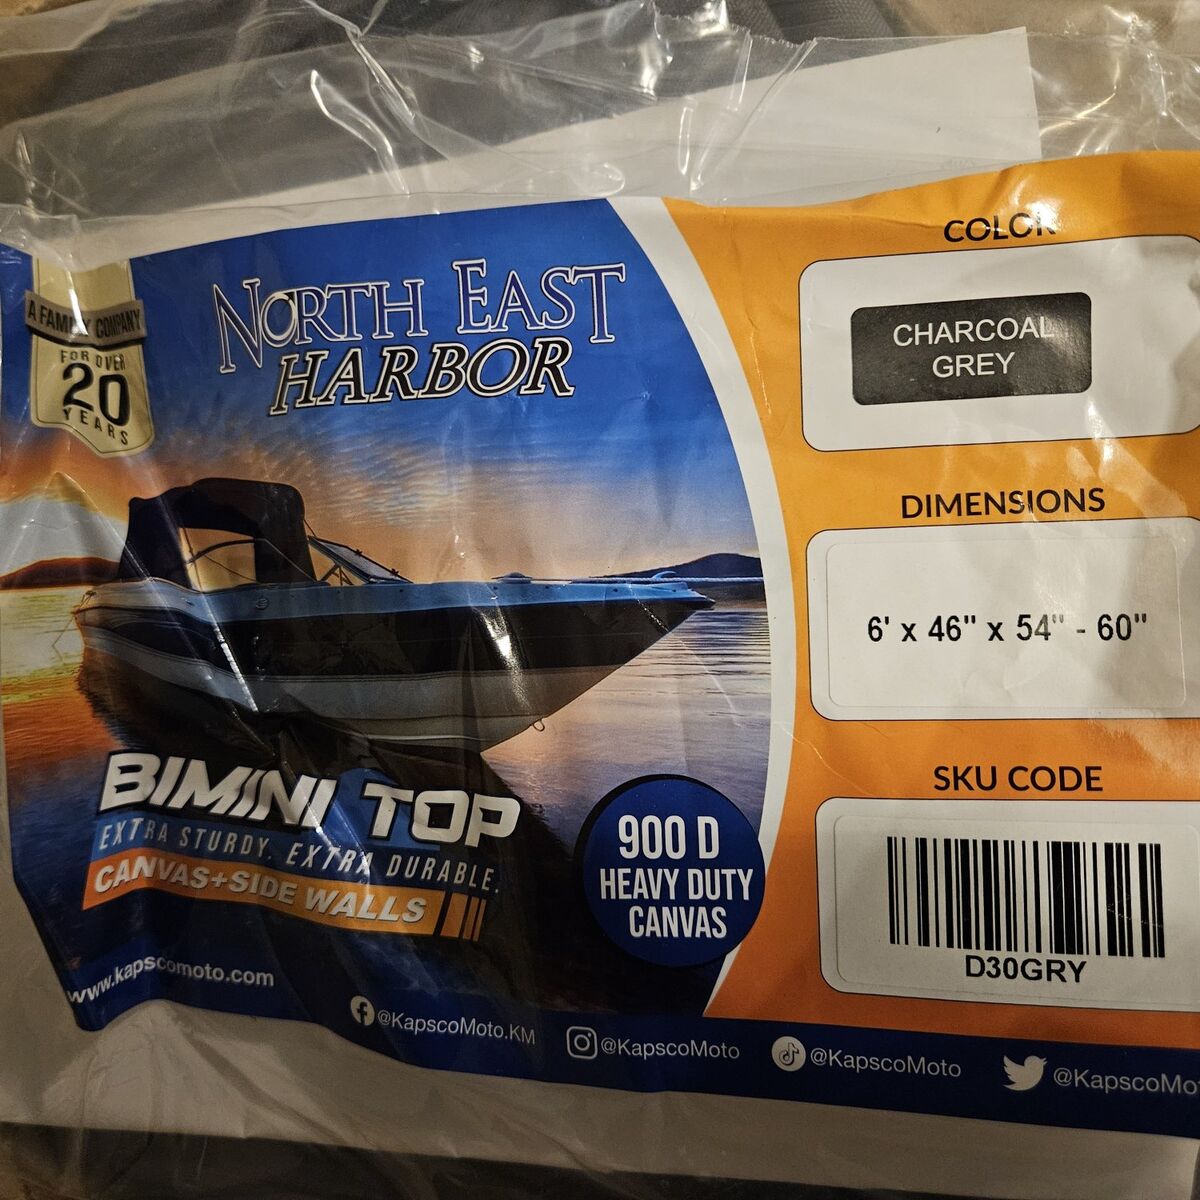 A FAMILY COMPANY
FOR OVER
20
YEARS
NORTH EAST
HARBOR
BIMINI TOP
EXTRA STURDY. EXTRA DURABLE.
CANVAS+SIDE WALLS
900 D
HEAVY DUTY
CANVAS
www.kapscomoto.com
@KapscoMoto.KM
@KapscoMoto
@KapscoMoto
@KapscoMo
COLOR
CHARCOAL
GREY
DIMENSIONS
6' x 46" x 54" - 60"
SKU CODE
D30GRY